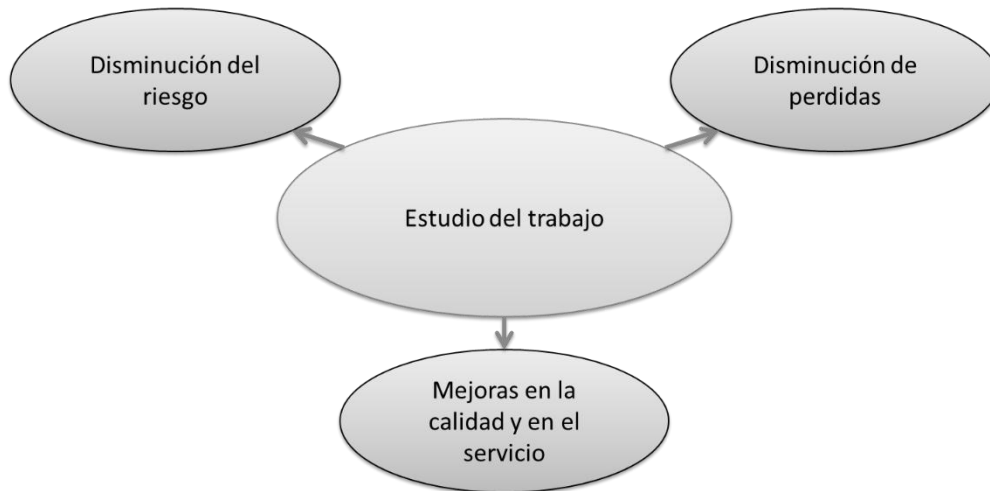 Disminución del
riesgo
Disminución de
perdidas
Estudio del trabajo
Mejoras en la
calidad y en el
servicio